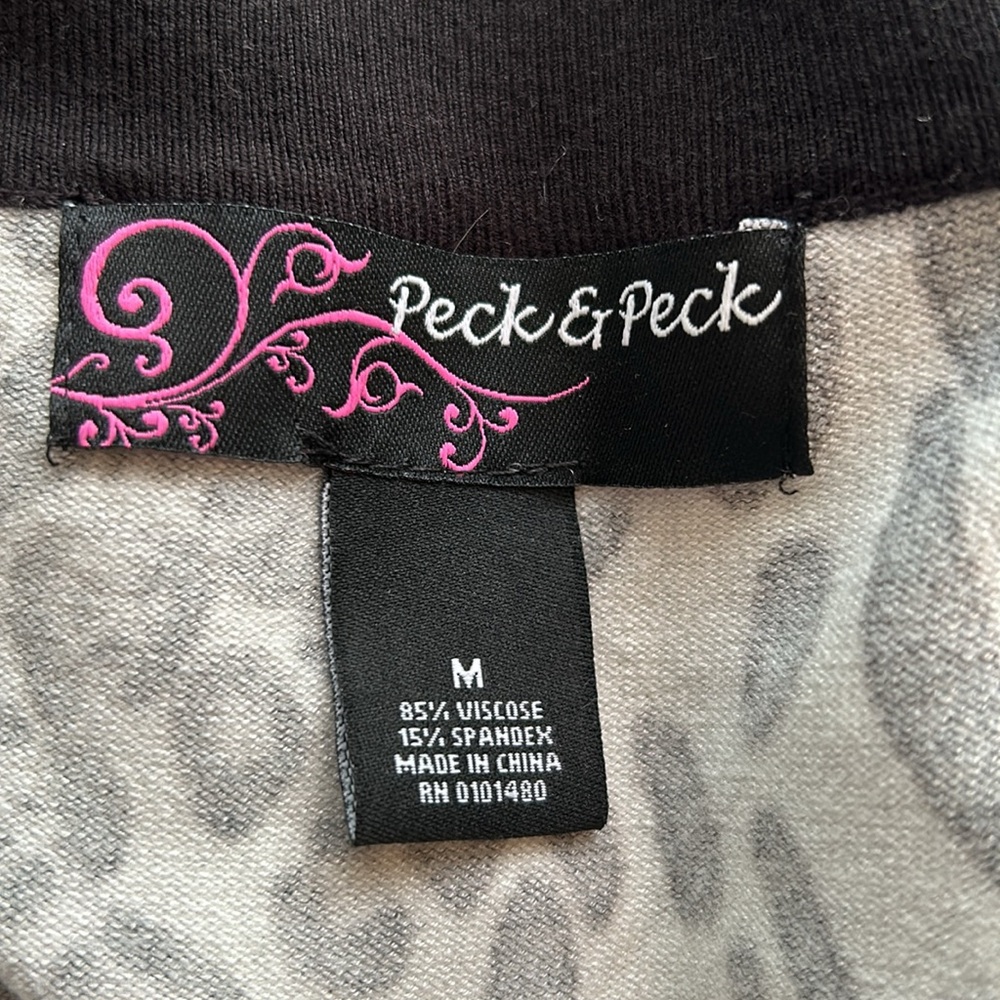 Peck & Peck
M
85% VISCOSE
15% SPANDEX
MADE IN CHINA
RN 0101480